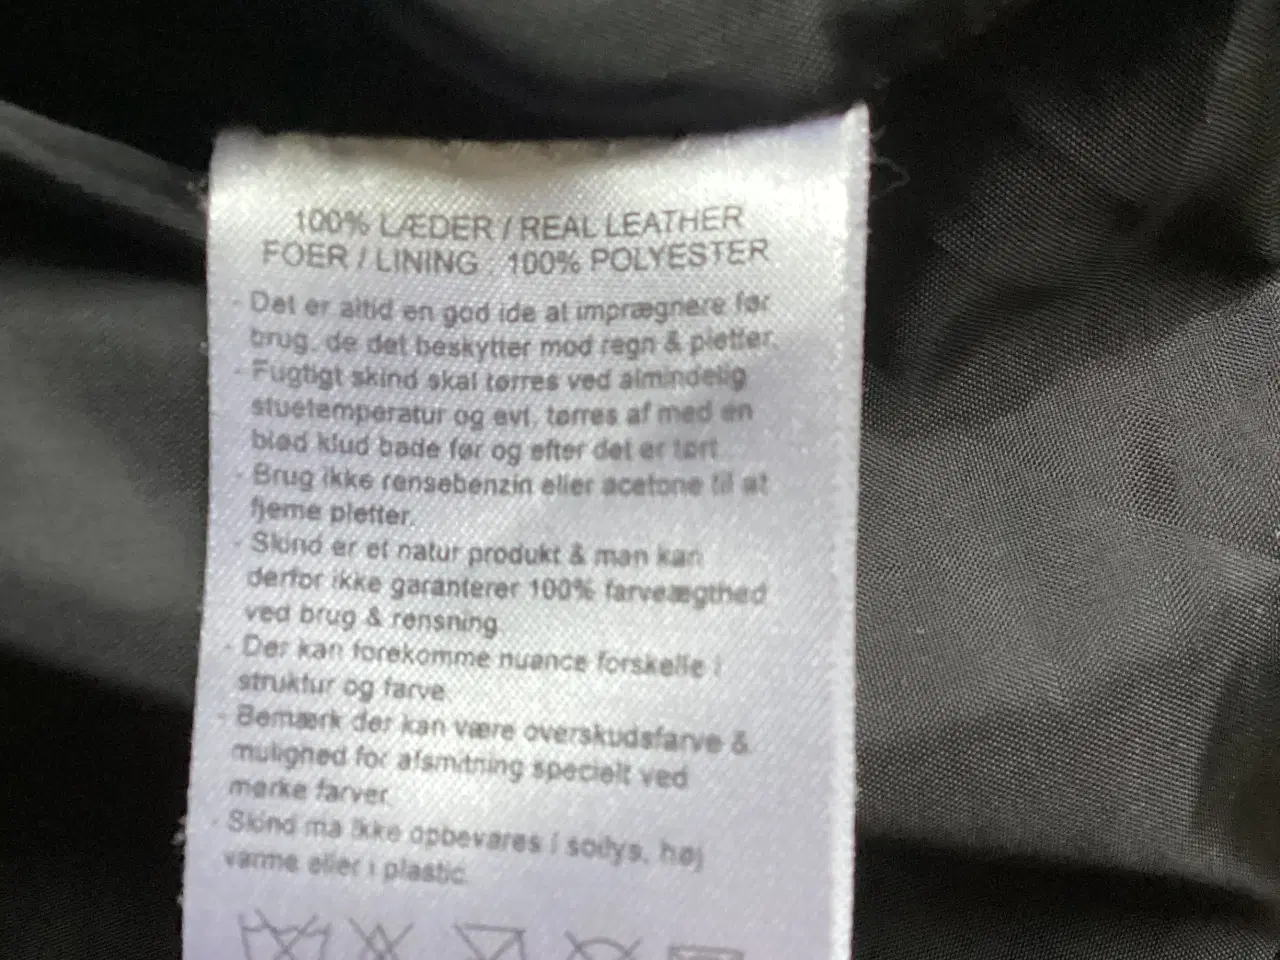 100% LÆDER / REAL LEATHER
FOER / LINING : 100% POLYESTER
- Det er altid en god ide at imprægnere før
brug, de det beskytter mod regn & pletter.
- Fugtigt skind skal tørres ved almindelig
stuetemperatur og evt. tørres af med en
blød klud både før og efter det er tørt.
- Brug ikke rensebenzin eller acetone til at
fjerne pletter.
- Skind er et natur produkt & man kan
derfor ikke garanterer 100% farveægthed
ved brug & rensning.
- Der kan forekomme nuance forskelle i
struktur og farve.
- Bemærk der kan være overskudsfarve &
mulighed for afsmitning specielt ved
mørke farver.
- Skind må ikke opbevares i sollys, høj
varme eller i plastic.